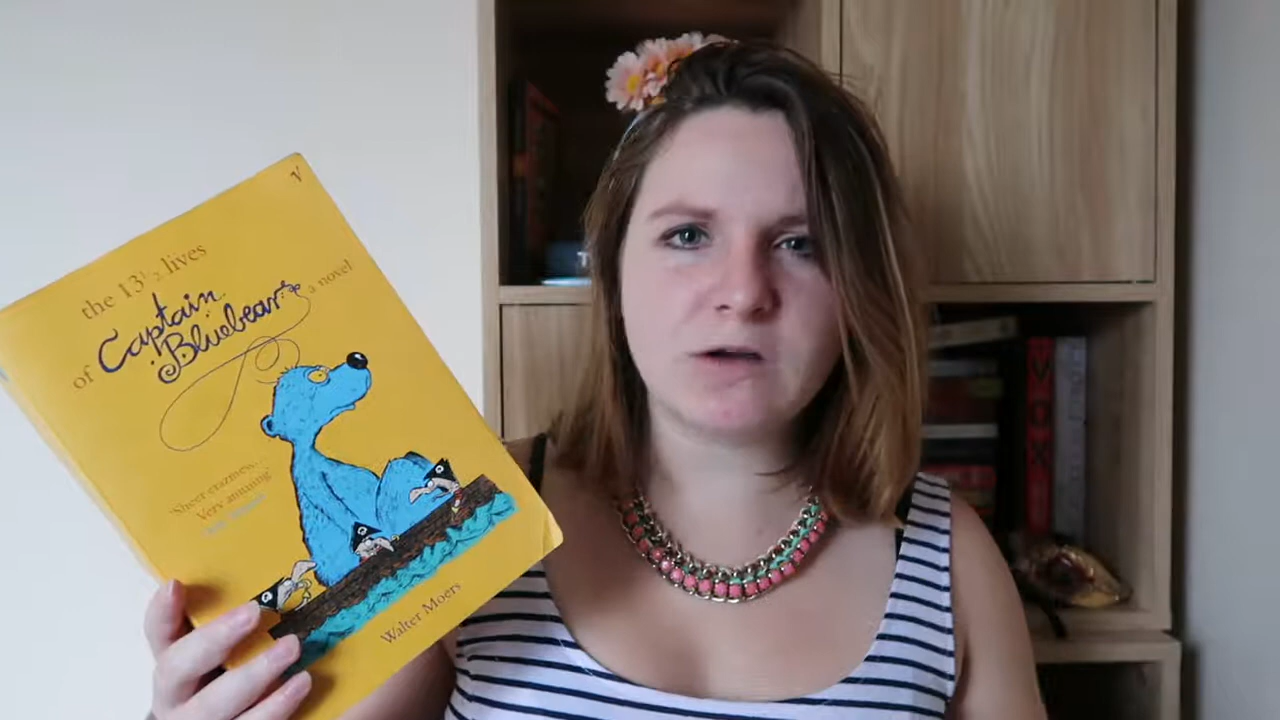 V
the 13½ lives
of Captain
Bluebear a novel
'Sheer craziness...
Very amusing'
Walter Moers